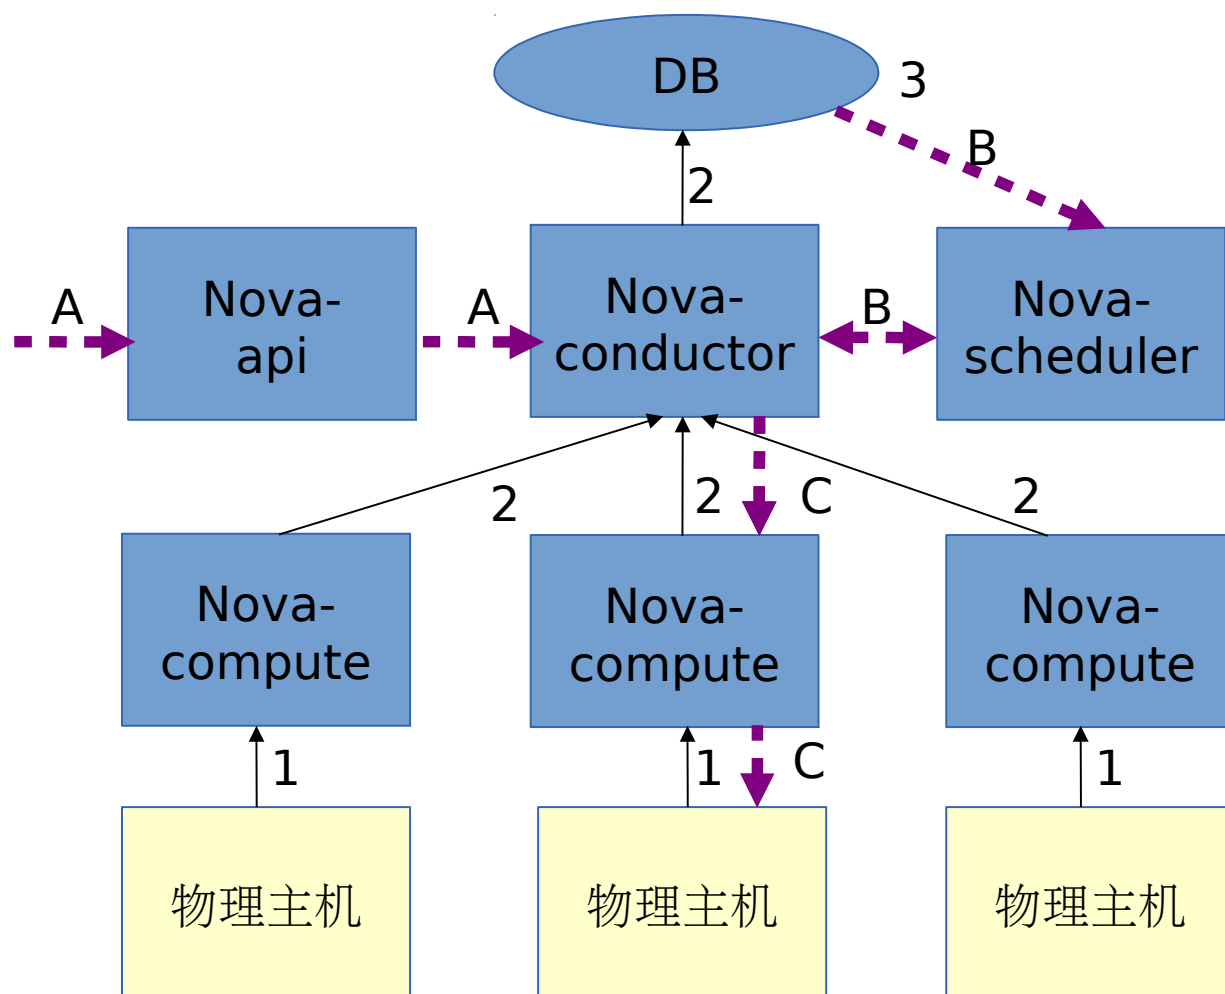 DB
3
B
2
A
Nova-
api
A
Nova-
conductor
B
Nova-
scheduler
2
2
C
2
Nova-
compute
Nova-
compute
Nova-
compute
1
1
C
1
物理主机
物理主机
物理主机